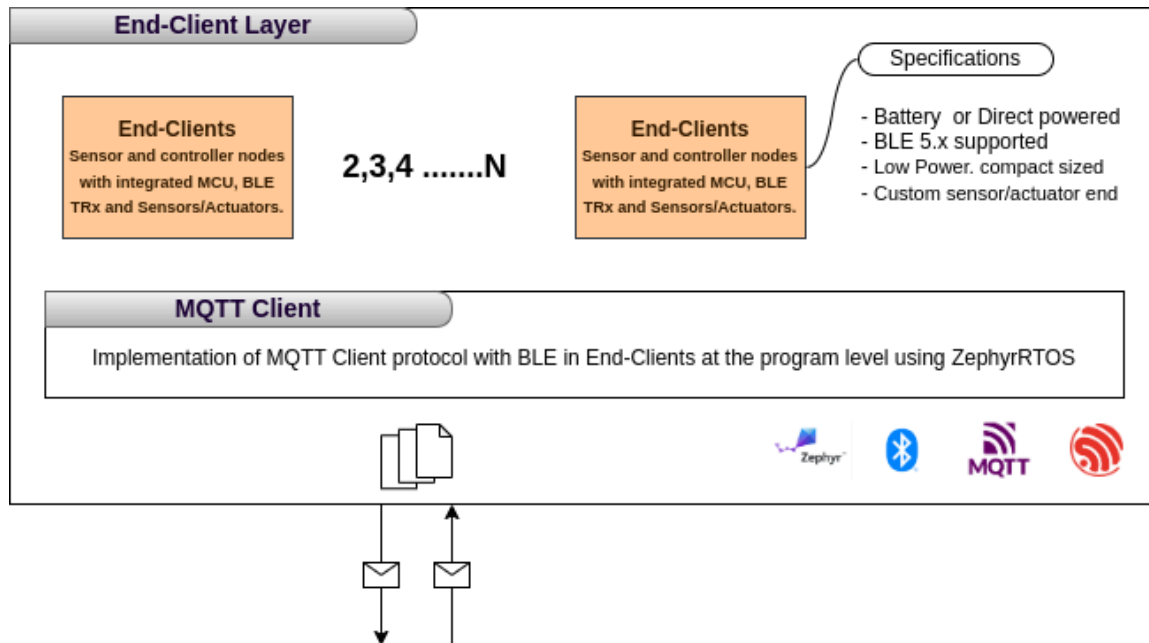 End-Client Layer
Specifications
End-Clients
Sensor and controller nodes
with integrated MCU, BLE
TRx and Sensors/Actuators.
2,3,4 .......N
End-Clients
Sensor and controller nodes
with integrated MCU, BLE
TRx and Sensors/Actuators.
- Battery  or Direct powered
- BLE 5.x supported
- Low Power. compact sized
- Custom sensor/actuator end
MQTT Client
Implementation of MQTT Client protocol with BLE in End-Clients at the program level using ZephyrRTOS
Zephyr™
MQTT